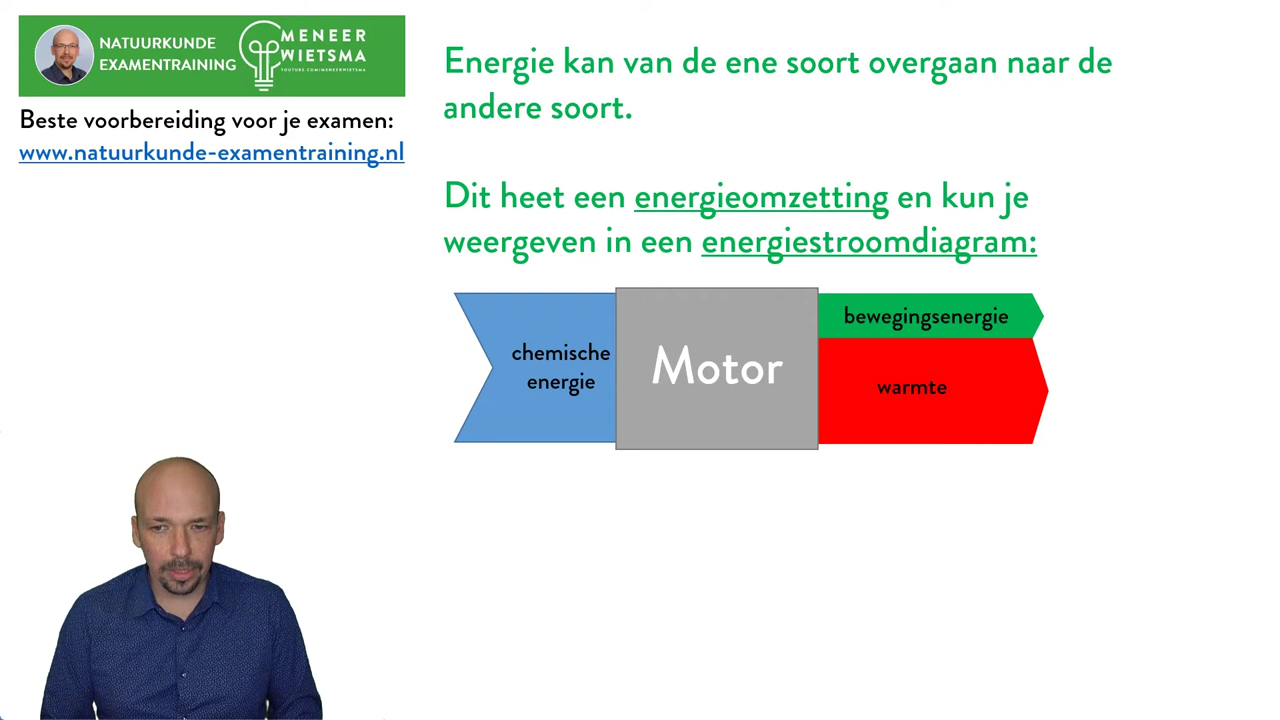 NATUURKUNDE
EXAMENTRAINING
MENEER
WIETSMA
YOUTUBE.COM/MENEERWIETSMA
Beste voorbereiding voor je examen:
www.natuurkunde-examentraining.nl
Energie kan van de ene soort overgaan naar de
andere soort.
Dit heet een energieomzetting en kun je
weergeven in een energiestroomdiagram:
chemische
energie
Motor
bewegingsenergie
warmte